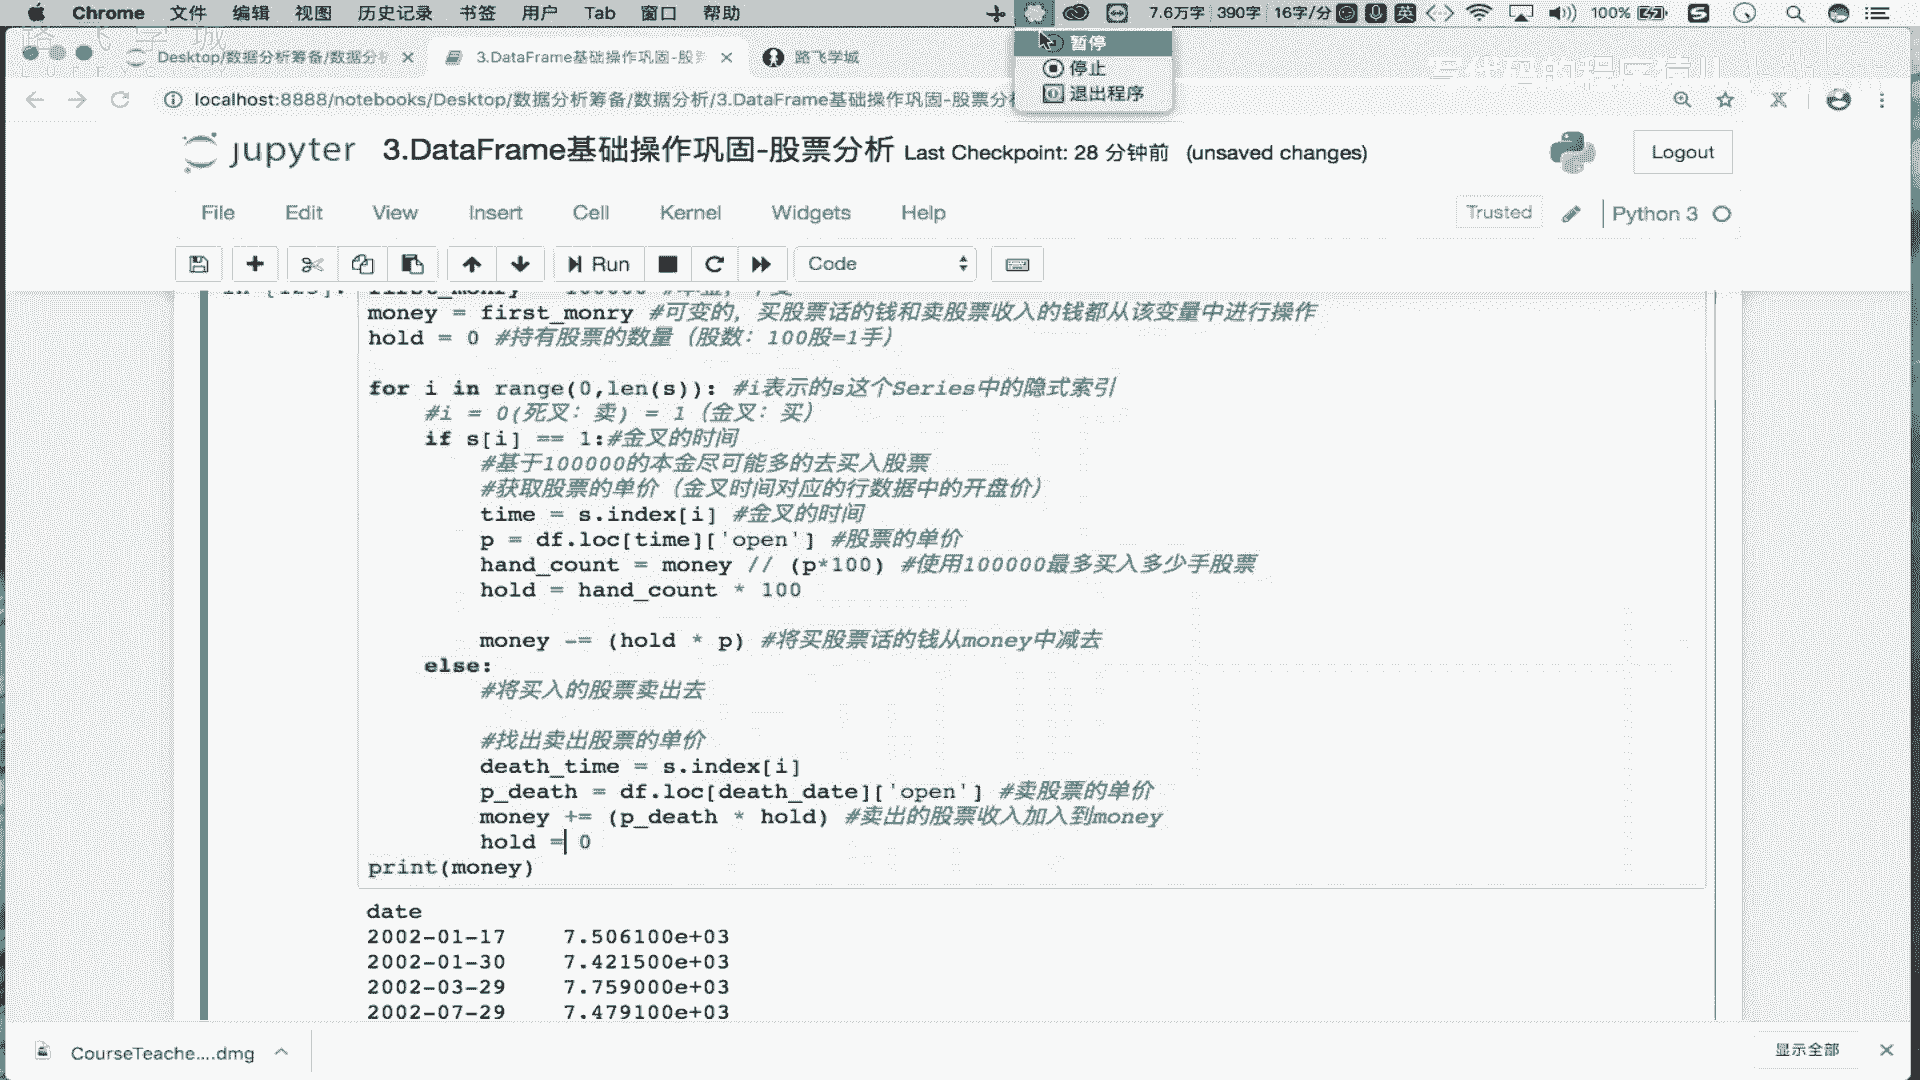 Chrome 文件 编辑 视图 历史记录 书签 用户 Tab 窗口 帮助 7.6万字 390字 16字/分 英 100%
暂停
停止
退出程序
Desktop/数据分析筹备/数据分析 3.DataFrame基础操作巩固-股 路飞学城
localhost:8888/notebooks/Desktop/数据分析筹备/数据分析/3.DataFrame基础操作巩固-股票分
jupyter 3.DataFrame基础操作巩固-股票分析 Last Checkpoint: 28 分钟前 (unsaved changes) Logout
File Edit View Insert Cell Kernel Widgets Help Trusted Python 3
Run Code
money = first_monry #可变的，买股票话的钱和卖股票收入的钱都从该变量中进行操作
hold = 0 #持有股票的数量（股数：100股=1手）
for i in range(0,len(s)): #i表示的s这个Series中的隐式索引
#i = 0(死叉：卖) = 1（金叉：买）
if s[i] == 1:#金叉的时间
#基于100000的本金尽可能多的去买入股票
#获取股票的单价（金叉时间对应的行数据中的开盘价）
time = s.index[i] #金叉的时间
p = df.loc[time]['open'] #股票的单价
hand_count = money // (p*100) #使用100000最多买入多少手股票
hold = hand_count * 100
money -= (hold * p) #将买股票话的钱从money中减去
else:
#将买入的股票卖出去
#找出卖出股票的单价
death_time = s.index[i]
p_death = df.loc[death_date]['open'] #卖股票的单价
money += (p_death * hold) #卖出的股票收入加入到money
hold = 0
print(money)
date
2002-01-17 7.506100e+03
2002-01-30 7.421500e+03
2002-03-29 7.759000e+03
2002-07-29 7.479100e+03
CourseTeache....dmg 显示全部